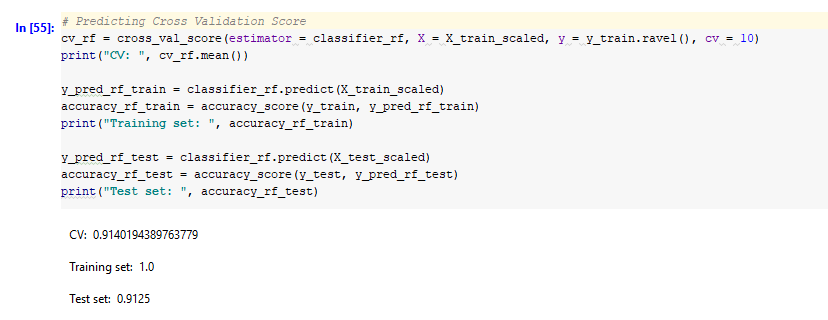 In [55]: # Predicting Cross Validation Score
cv_rf = cross_val_score(estimator = classifier_rf, X = X_train_scaled, y = y_train.ravel(), cv = 10)
print("CV: ", cv_rf.mean())
y_pred_rf_train = classifier_rf.predict(X_train_scaled)
accuracy_rf_train = accuracy_score(y_train, y_pred_rf_train)
print("Training set: ", accuracy_rf_train)
y_pred_rf_test = classifier_rf.predict(X_test_scaled)
accuracy_rf_test = accuracy_score(y_test, y_pred_rf_test)
print("Test set: ", accuracy_rf_test)
CV: 0.9140194389763779
Training set: 1.0
Test set: 0.9125